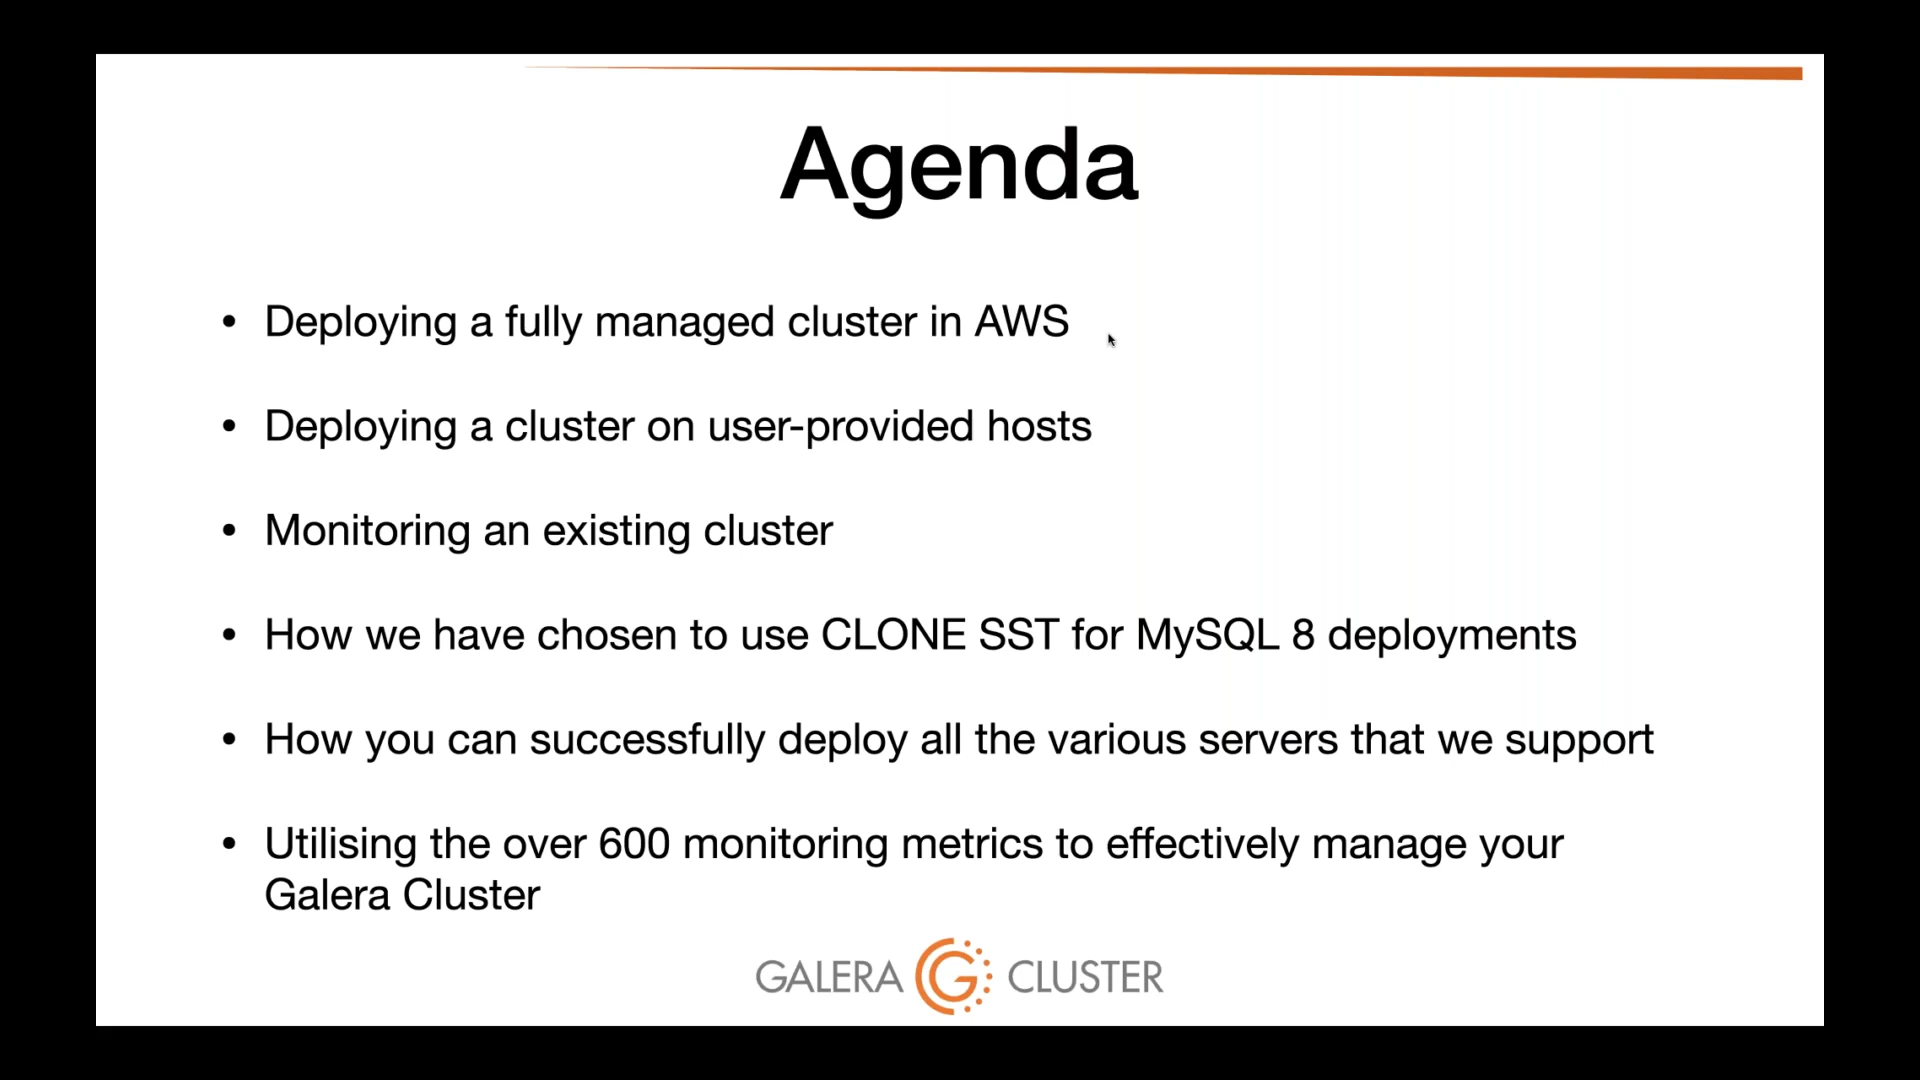 Agenda
• Deploying a fully managed cluster in AWS
• Deploying a cluster on user-provided hosts
• Monitoring an existing cluster
• How we have chosen to use CLONE SST for MySQL 8 deployments
• How you can successfully deploy all the various servers that we support
• Utilising the over 600 monitoring metrics to effectively manage your
Galera Cluster
GALERA G CLUSTER